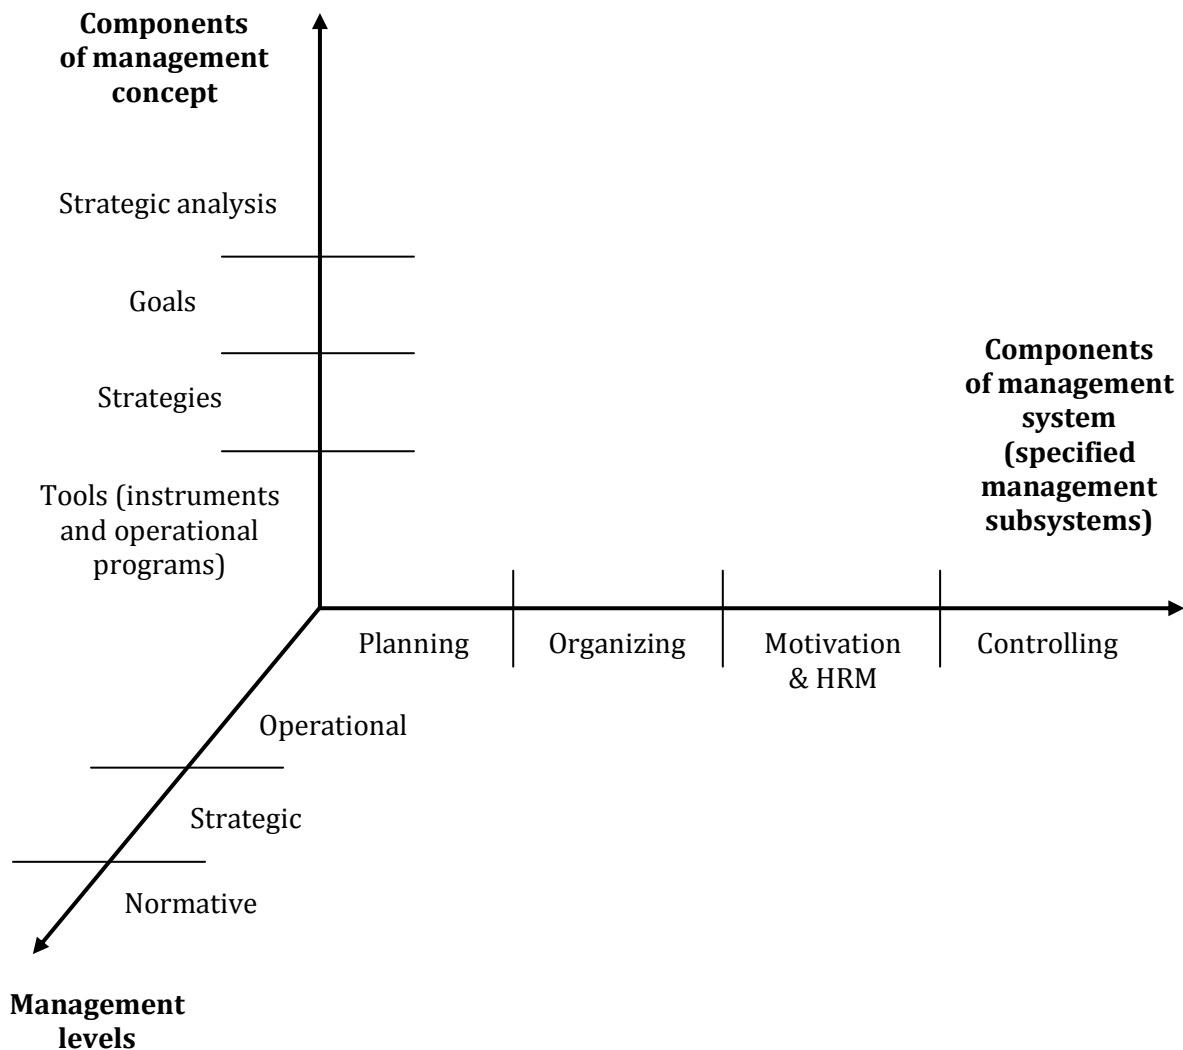 Components
of management
concept
Strategic analysis
Goals
Strategies
Tools (instruments
and operational
programs)
Components
of management
system
(specified
management
subsystems)
Planning
Organizing
Motivation
& HRM
Controlling
Operational
Strategic
Normative
Management
levels